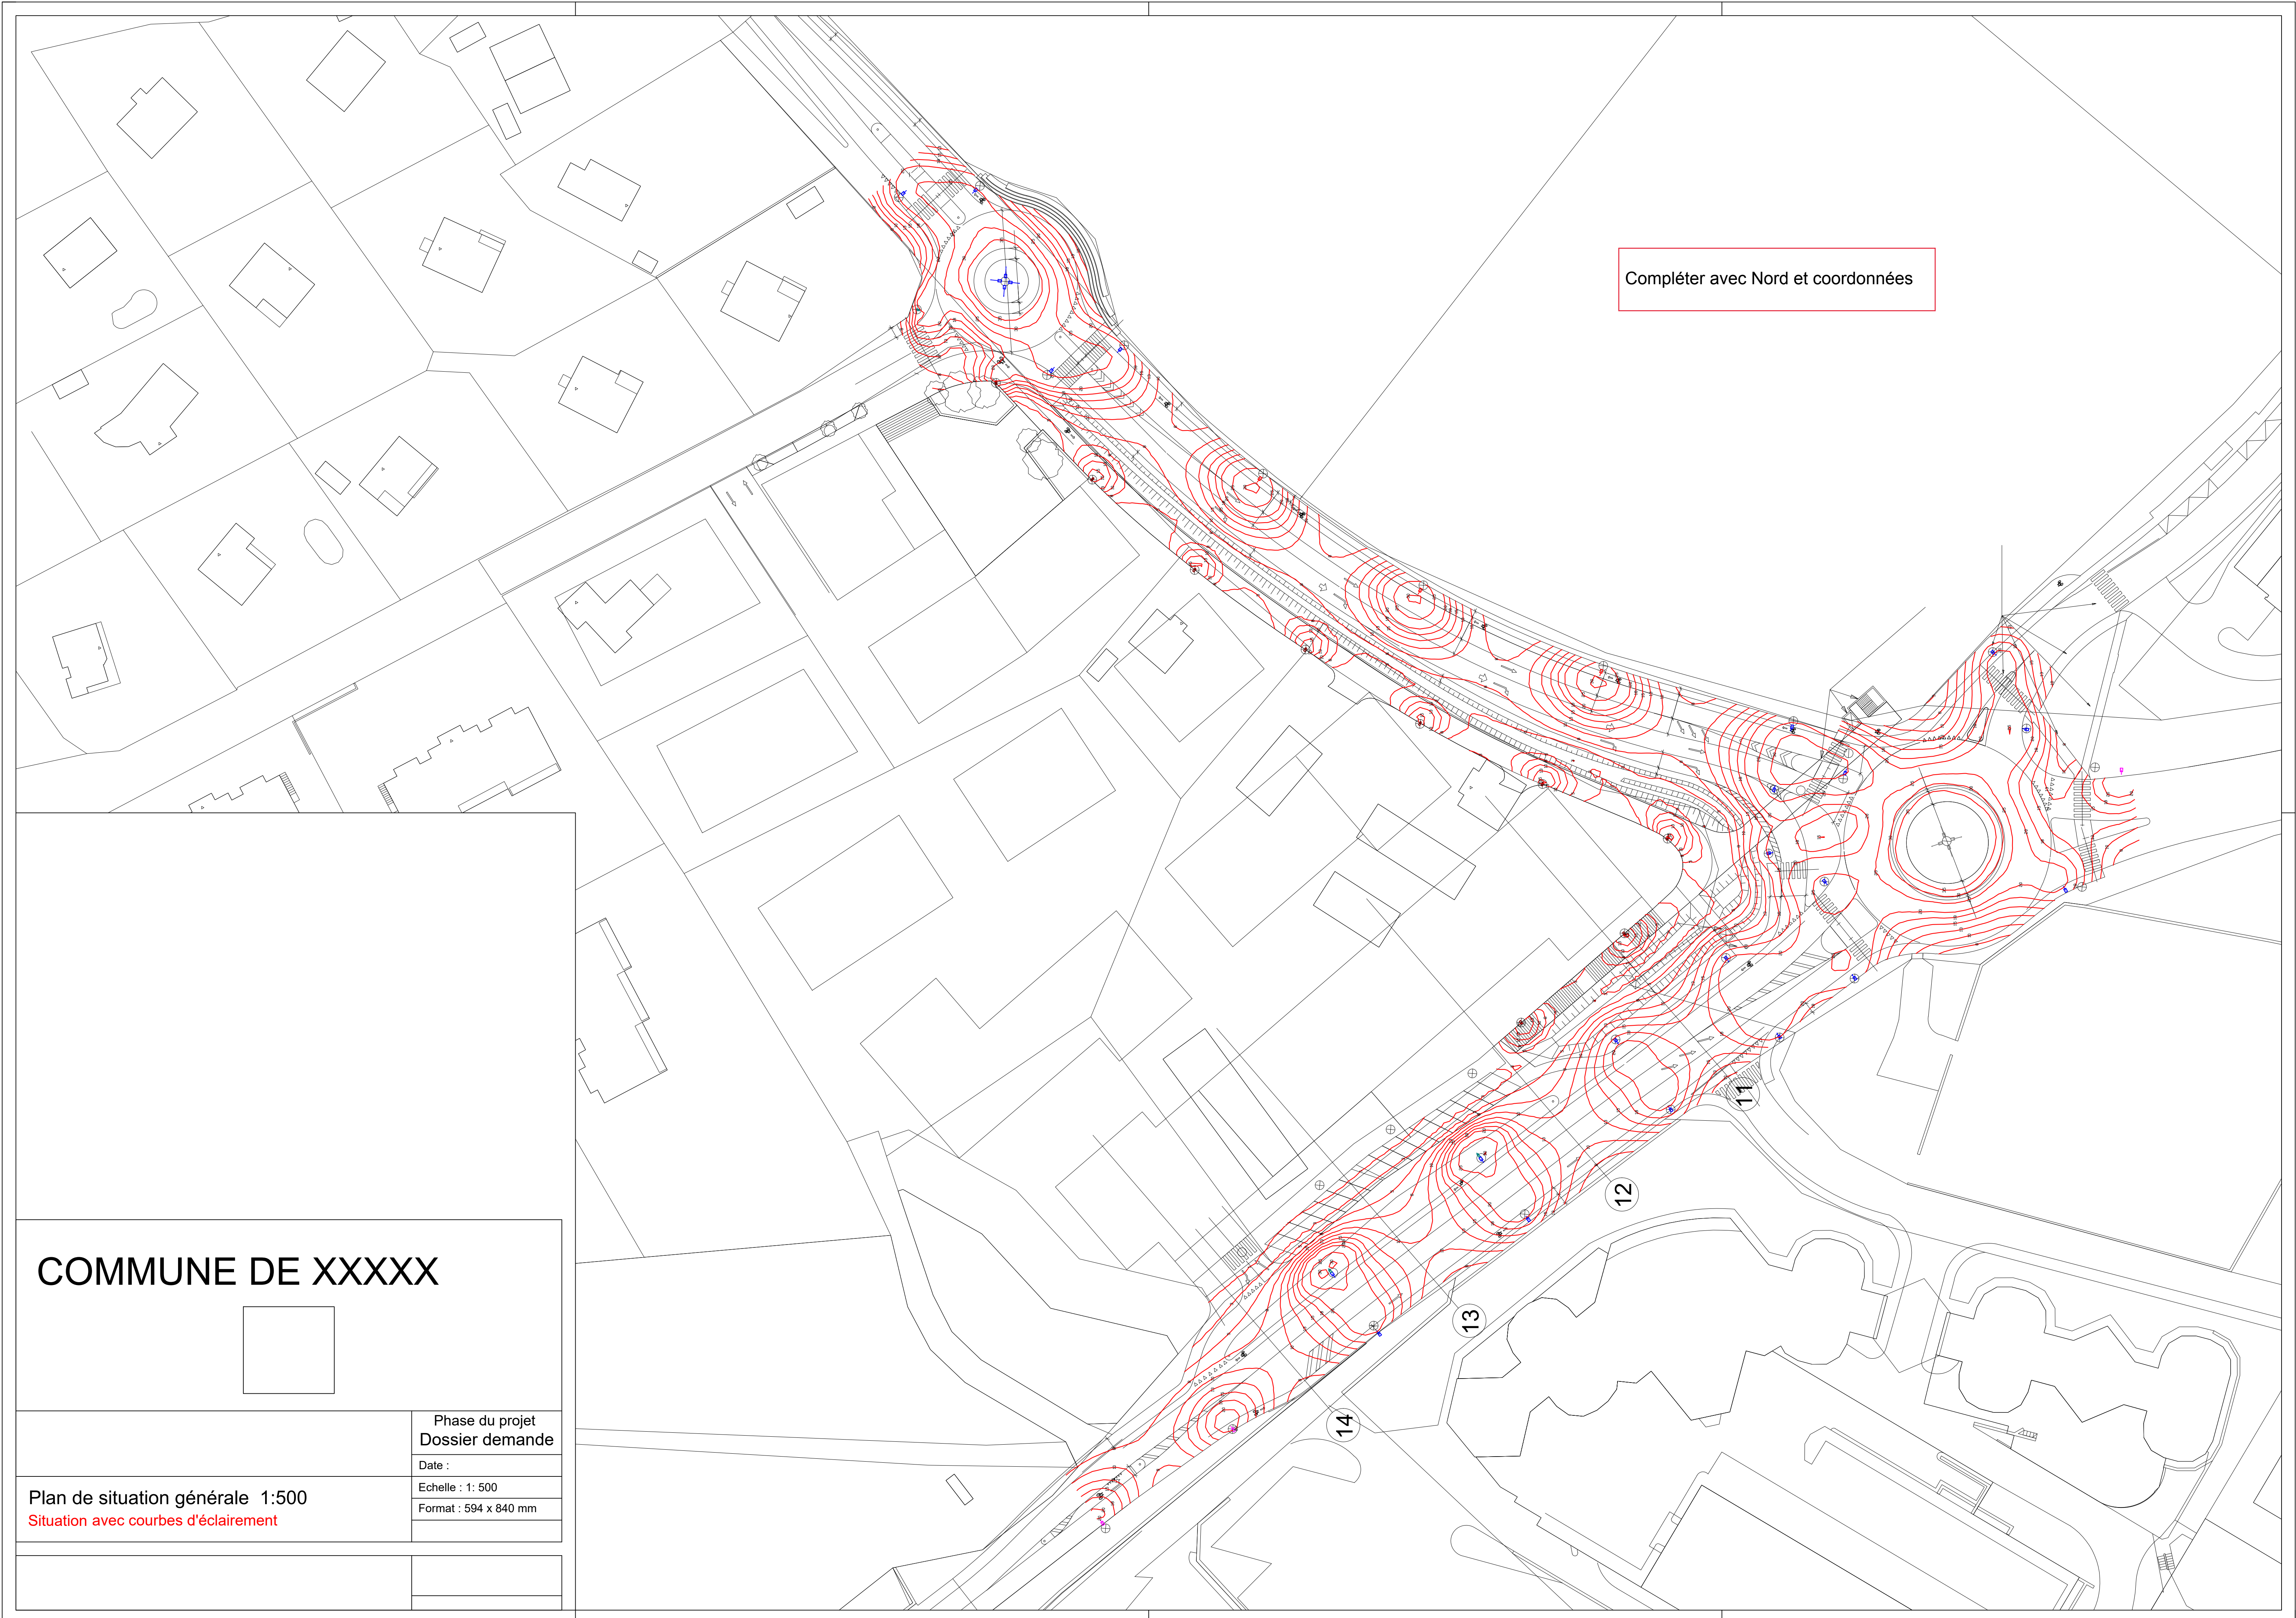 Compléter avec Nord et coordonnées
11
12
13
14
COMMUNE DE XXXXX
Phase du projet
Dossier demande
Date :
Echelle : 1: 500
Format : 594 x 840 mm
Plan de situation générale 1:500
Situation avec courbes d'éclairement